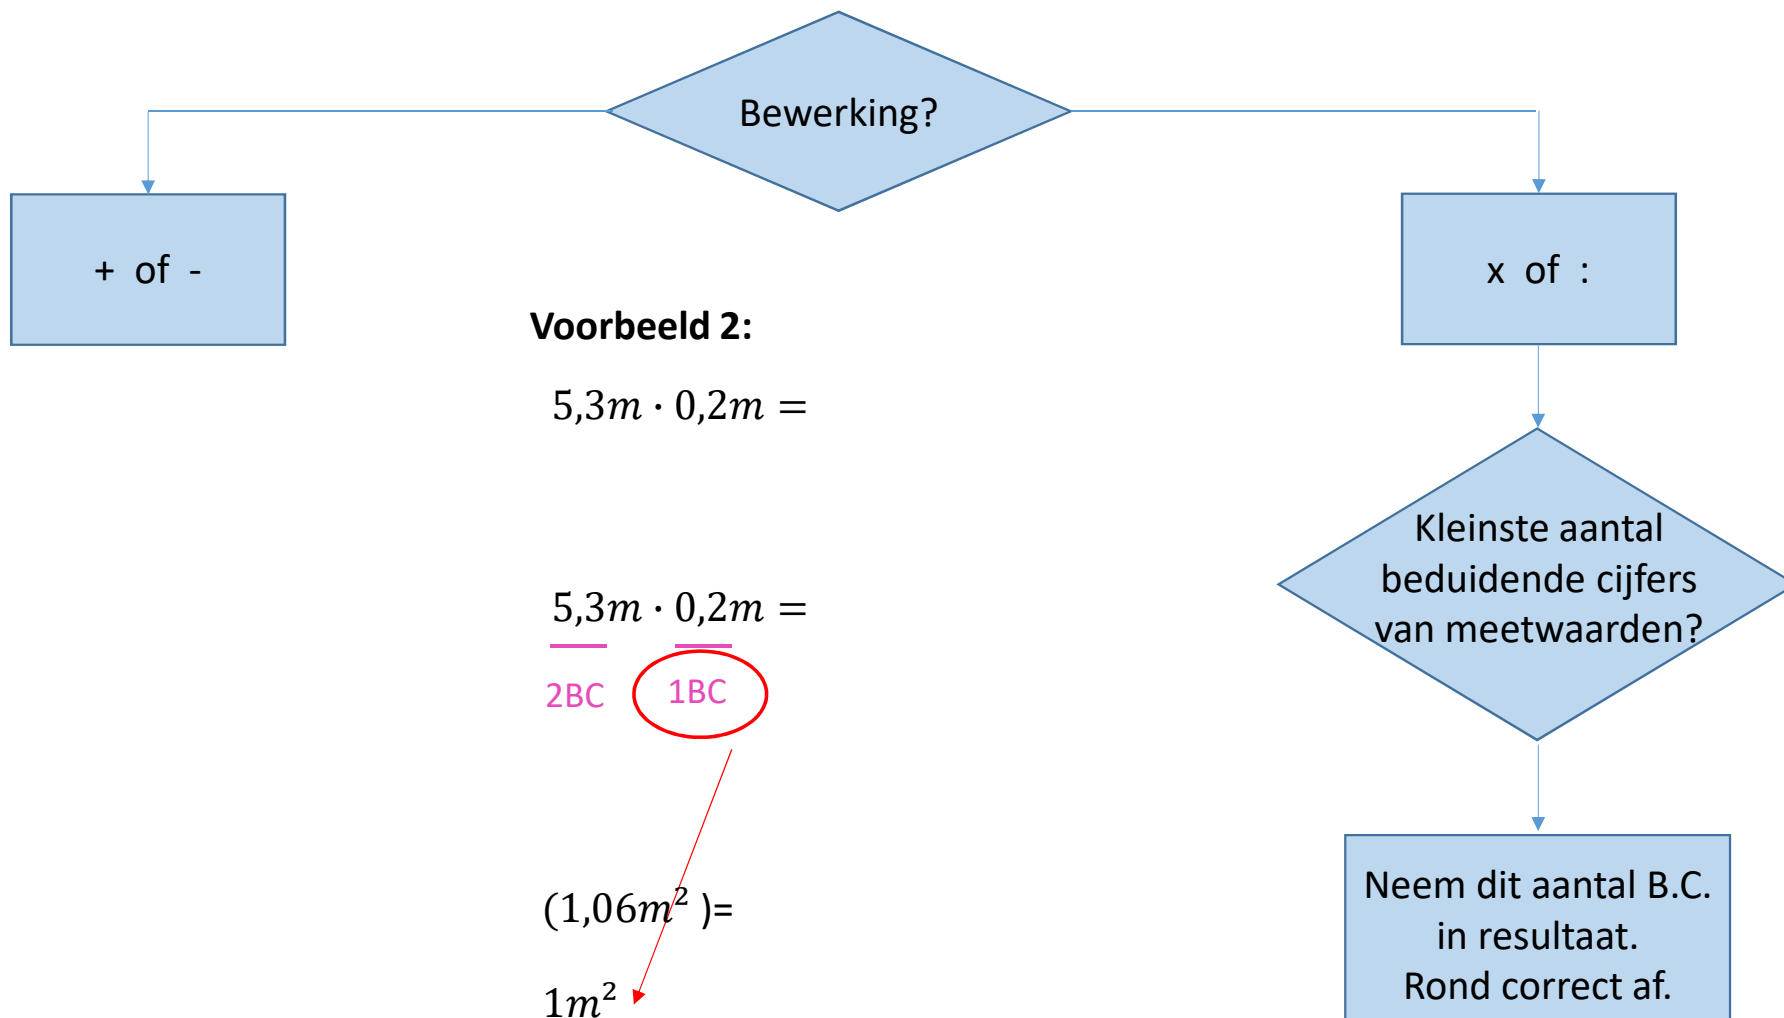 Bewerking?
+ of -
x of :
Voorbeeld 2:
5,3m · 0,2m =
5,3m · 0,2m =
2BC 1BC
(1,06m² )=
1m²
Kleinste aantal
beduidende cijfers
van meetwaarden?
Neem dit aantal B.C.
in resultaat.
Rond correct af.